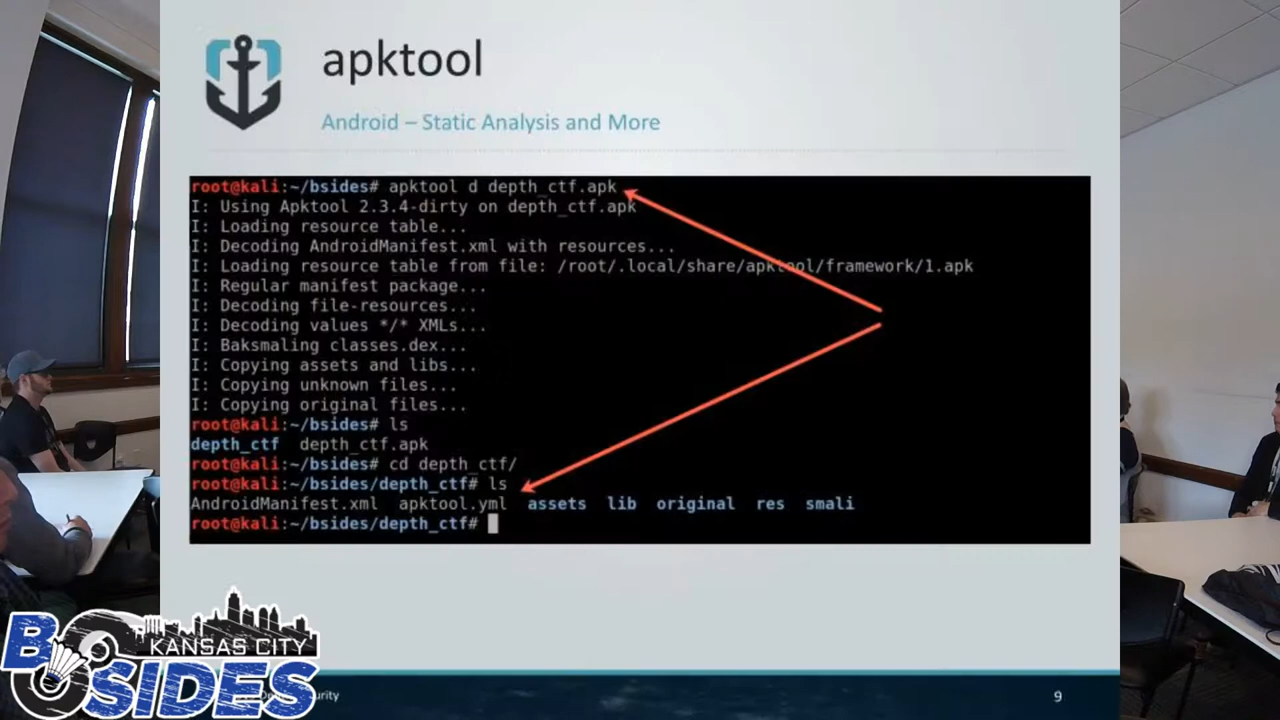 apktool
Android – Static Analysis and More
root@kali:~/bsides# apktool d depth_ctf.apk
I: Using Apktool 2.3.4-dirty on depth_ctf.apk
I: Loading resource table...
I: Decoding AndroidManifest.xml with resources...
I: Loading resource table from file: /root/.local/share/apktool/framework/1.apk
I: Regular manifest package...
I: Decoding file-resources...
I: Decoding values */* XMLs...
I: Baksmaling classes.dex...
I: Copying assets and libs...
I: Copying unknown files...
I: Copying original files...
root@kali:~/bsides# ls
depth_ctf depth_ctf.apk
root@kali:~/bsides# cd depth_ctf/
root@kali:~/bsides/depth_ctf# ls
AndroidManifest.xml apktool.yml assets lib original res smali
root@kali:~/bsides/depth_ctf#
KANSAS CITY
BSIDES
9